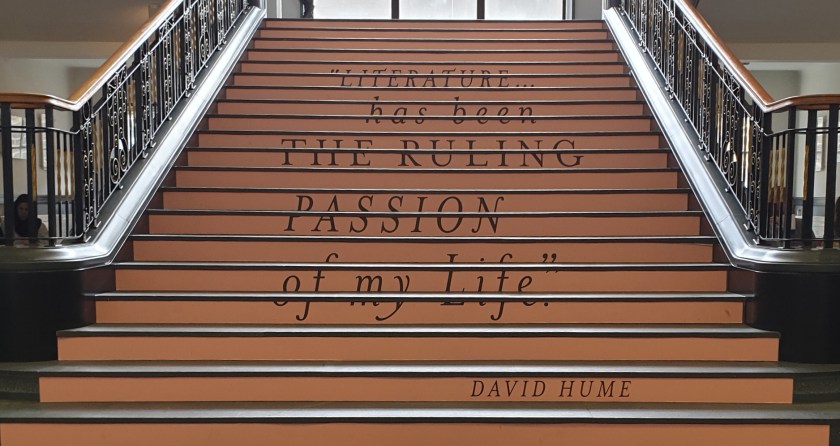 "LITERATURE...
has been
THE RULING
PASSION
of my Life".
DAVID HUME